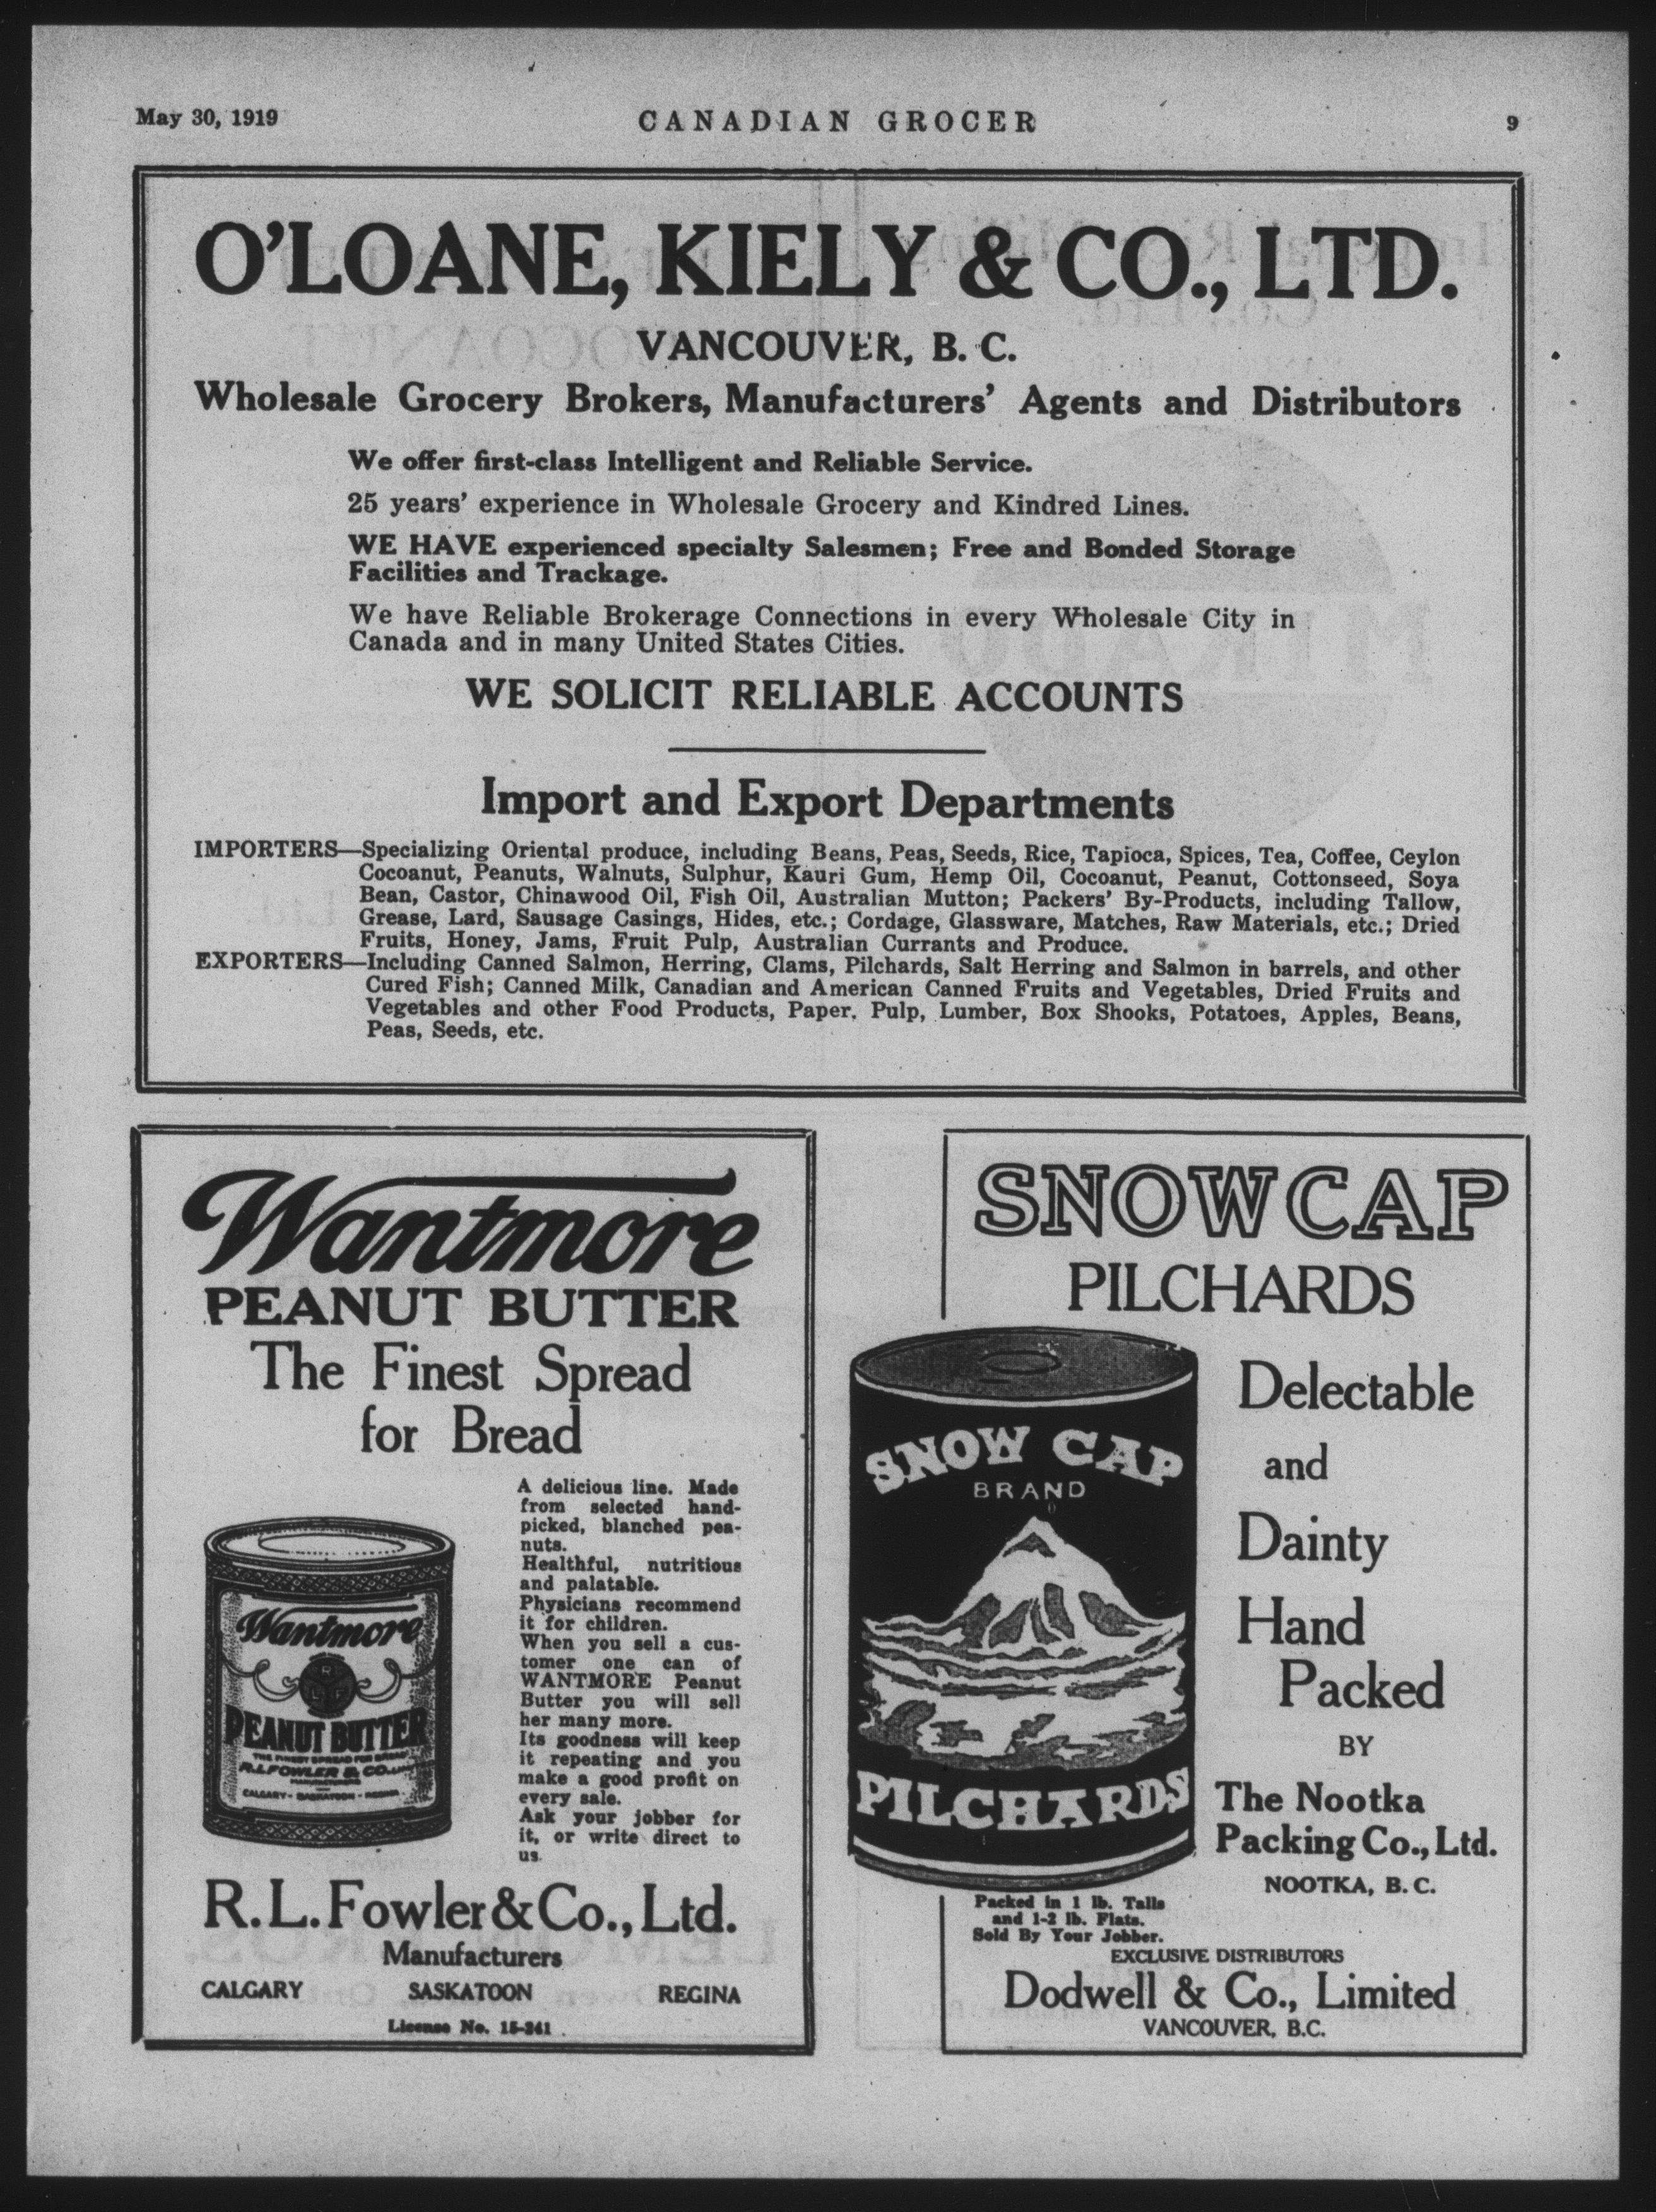 May 30, 1919
CANADIAN GROCER
9
O'LOANE, KIELY & CO., LTD.
VANCOUVER, B. C.
Wholesale Grocery Brokers, Manufacturers' Agents and Distributors
We offer first-class Intelligent and Reliable Service.
25 years' experience in Wholesale Grocery and Kindred Lines.
WE HAVE experienced specialty Salesmen; Free and Bonded Storage
Facilities and Trackage.
We have Reliable Brokerage Connections in every Wholesale City in
Canada and in many United States Cities.
WE SOLICIT RELIABLE ACCOUNTS
Import and Export Departments
IMPORTERS—Specializing Oriental produce, including Beans, Peas, Seeds, Rice, Tapioca, Spices, Tea, Coffee, Ceylon
Cocoanut, Peanuts, Walnuts, Sulphur, Kauri Gum, Hemp Oil, Cocoanut, Peanut, Cottonseed, Soya
Bean, Castor, Chinawood Oil, Fish Oil, Australian Mutton; Packers' By-Products, including Tallow,
Grease, Lard, Sausage Casings, Hides, etc.; Cordage, Glassware, Matches, Raw Materials, etc.; Dried
Fruits, Honey, Jams, Fruit Pulp, Australian Currants and Produce.
EXPORTERS—Including Canned Salmon, Herring, Clams, Pilchards, Salt Herring and Salmon in barrels, and other
Cured Fish; Canned Milk, Canadian and American Canned Fruits and Vegetables, Dried Fruits and
Vegetables and other Food Products, Paper, Pulp, Lumber, Box Shooks, Potatoes, Apples, Beans,
Peas, Seeds, etc.
Wantmore
PEANUT BUTTER
The Finest Spread
for Bread
A delicious line. Made
from selected hand-
picked, blanched pea-
nuts.
Healthful, nutritious
and palatable.
Physicians recommend
it for children.
When you sell a cus-
tomer one can of
WANTMORE Peanut
Butter you will sell
her many more.
Its goodness will keep
it repeating and you
make a good profit on
every sale.
Ask your jobber for
it, or write direct to
us.
Wantmore
R
L F
PEANUT BUTTER
THE FINEST SPREAD FOR BREAD
R.L. FOWLER & CO. LIMITED
MANUFACTURERS
CALGARY - SASKATOON - REGINA
R. L. Fowler & Co., Ltd.
Manufacturers
CALGARY SASKATOON REGINA
License No. 15-241
SNOWCAP
PILCHARDS
SNOW CAP
BRAND
PILCHARDS
Delectable
and
Dainty
Hand
Packed
BY
The Nootka
Packing Co., Ltd.
NOOTKA, B. C.
Packed in 1 lb. Talls
and 1-2 lb. Flats.
Sold By Your Jobber.
EXCLUSIVE DISTRIBUTORS
Dodwell & Co., Limited
VANCOUVER, B.C.